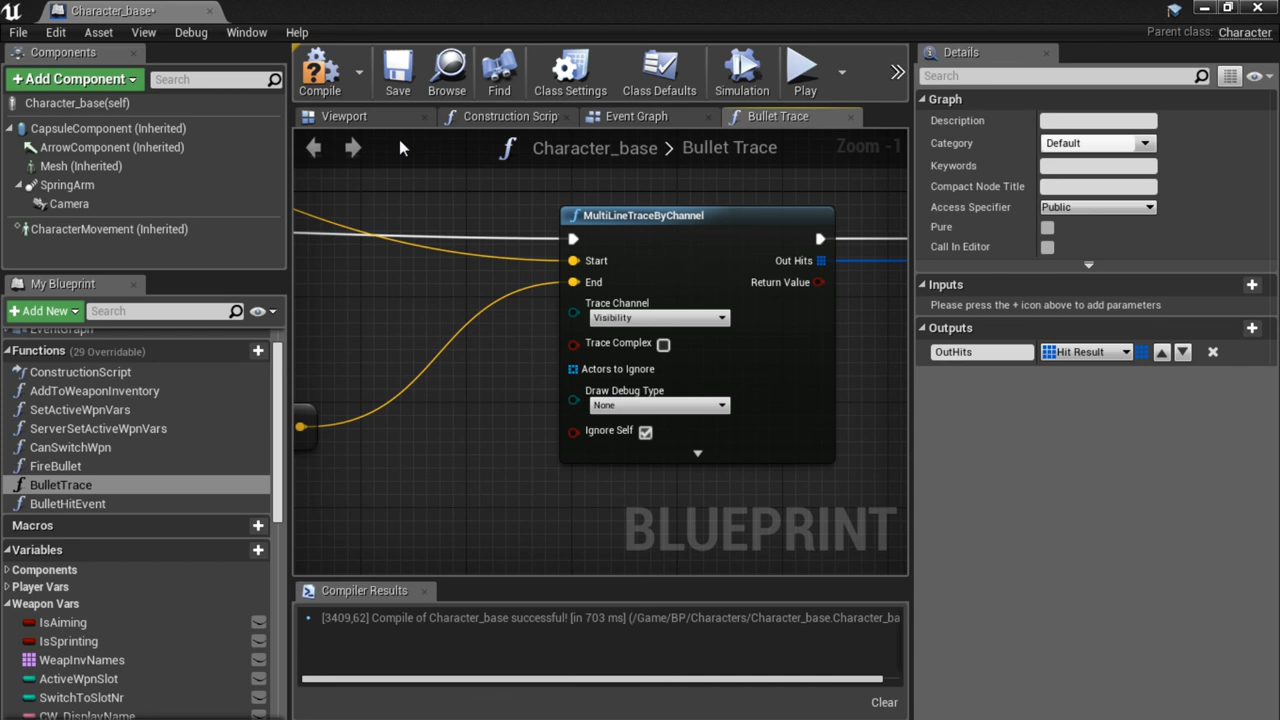 Character_base*
File Edit Asset View Debug Window Help
Parent class: Character
Components
+Add Component
Search
Character_base(self)
CapsuleComponent (Inherited)
ArrowComponent (Inherited)
Mesh (Inherited)
SpringArm
Camera
CharacterMovement (Inherited)
My Blueprint
+Add New
Search
EventGraph
Functions (29 Overridable)
ConstructionScript
AddToWeaponInventory
SetActiveWpnVars
ServerSetActiveWpnVars
CanSwitchWpn
FireBullet
BulletTrace
BulletHitEvent
Macros
Variables
Components
Player Vars
Weapon Vars
IsAiming
IsSprinting
WeapInvNames
ActiveWpnSlot
SwitchToSlotNr
CW_DisplayName
Compile Save Browse Find Class Settings Class Defaults Simulation Play
Viewport Construction Scrip Event Graph Bullet Trace
Character_base > Bullet Trace
Zoom -1
MultiLineTraceByChannel
Start
Out Hits
End
Return Value
Trace Channel
Visibility
Trace Complex
Actors to Ignore
Draw Debug Type
None
Ignore Self
BLUEPRINT
Compiler Results
[3409,62] Compile of Character_base successful! [in 703 ms] (/Game/BP/Characters/Character_base.Character_ba
Clear
Details
Search
Graph
Description
Category Default
Keywords
Compact Node Title
Access Specifier Public
Pure
Call In Editor
Inputs
Please press the + icon above to add parameters
Outputs
OutHits Hit Result